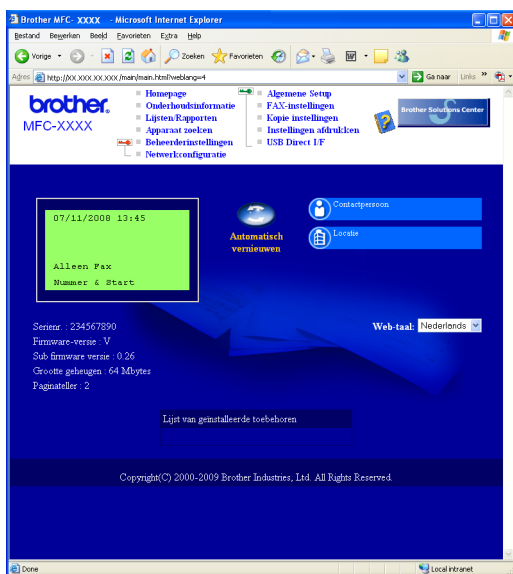 Brother MFC- XXXX - Microsoft Internet Explorer
Bestand Bewerken Beeld Favorieten Extra Help
Vorige Zoeken Favorieten
Adres http://XX.XXX.XX.XXX/main/main.html?weblang=4 Ga naar Links »
brother.
MFC-XXXX
Homepage
Onderhoudsinformatie
Lijsten/Rapporten
Apparaat zoeken
Beheerderinstellingen
Netwerkconfiguratie
Algemene Setup
FAX-instellingen
Kopie instellingen
Instellingen afdrukken
USB Direct I/F
Brother Solutions Center
07/11/2008 13:45
Alleen Fax
Nummer & Start
Automatisch
vernieuwen
Contactpersoon
Locatie
Serienr. : 234567890
Firmware-versie : V
Sub firmware versie : 0.26
Grootte geheugen : 64 Mbytes
Paginateller : 2
Web-taal: Nederlands
Lijst van geïnstalleerde toebehoren
Copyright(C) 2000-2009 Brother Industries, Ltd. All Rights Reserved.
Done Local intranet